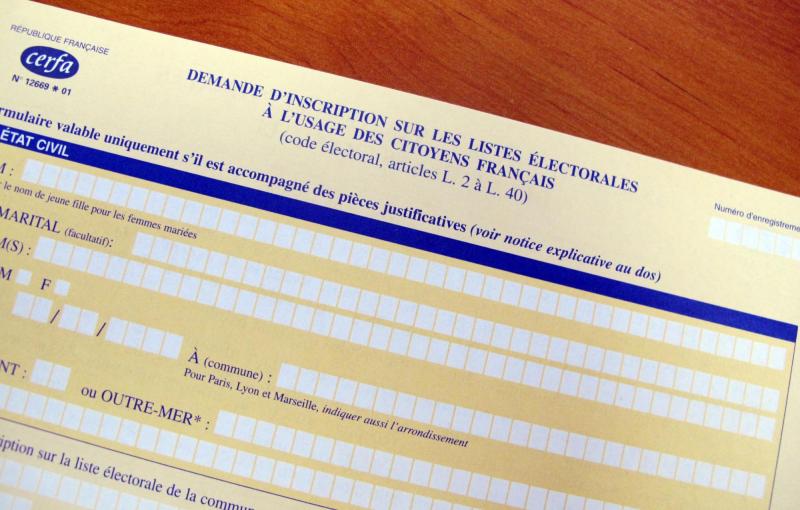 RÉPUBLIQUE FRANÇAISE
cerfa
N° 12669 * 01
DEMANDE D'INSCRIPTION SUR LES LISTES ÉLECTORALES
À L'USAGE DES CITOYENS FRANÇAIS
(code électoral, articles L. 2 à L. 40)
Numéro d'enregistreme
ormulaire valable uniquement s'il est accompagné des pièces justificatives (voir notice explicative au dos)
ÉTAT CIVIL
M :
le nom de jeune fille pour les femmes mariées
MARITAL (facultatif):
M(S) :
M F
/ /
À (commune) :
Pour Paris, Lyon et Marseille, indiquer aussi l'arrondissement
NT :
ou OUTRE-MER* :
ription sur la liste électorale de la commun